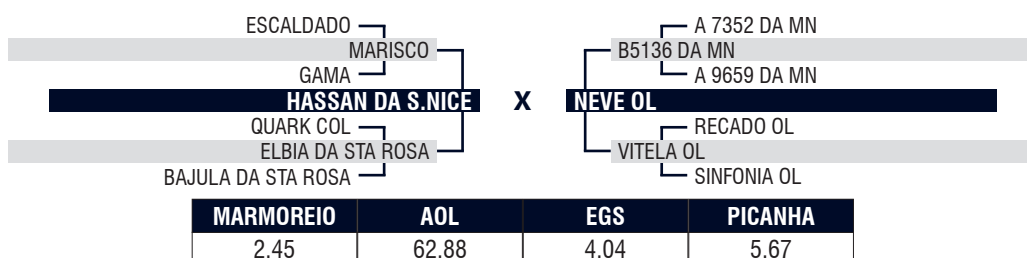 ESCALDADO A 7352 DA MN
MARISCO B5136 DA MN
GAMA A 9659 DA MN
HASSAN DA S.NICE X NEVE OL
QUARK COL RECADO OL
ELBIA DA STA ROSA VITELA OL
BAJULA DA STA ROSA SINFONIA OL
MARMOREIO AOL EGS PICANHA
2.45 62.88 4.04 5.67